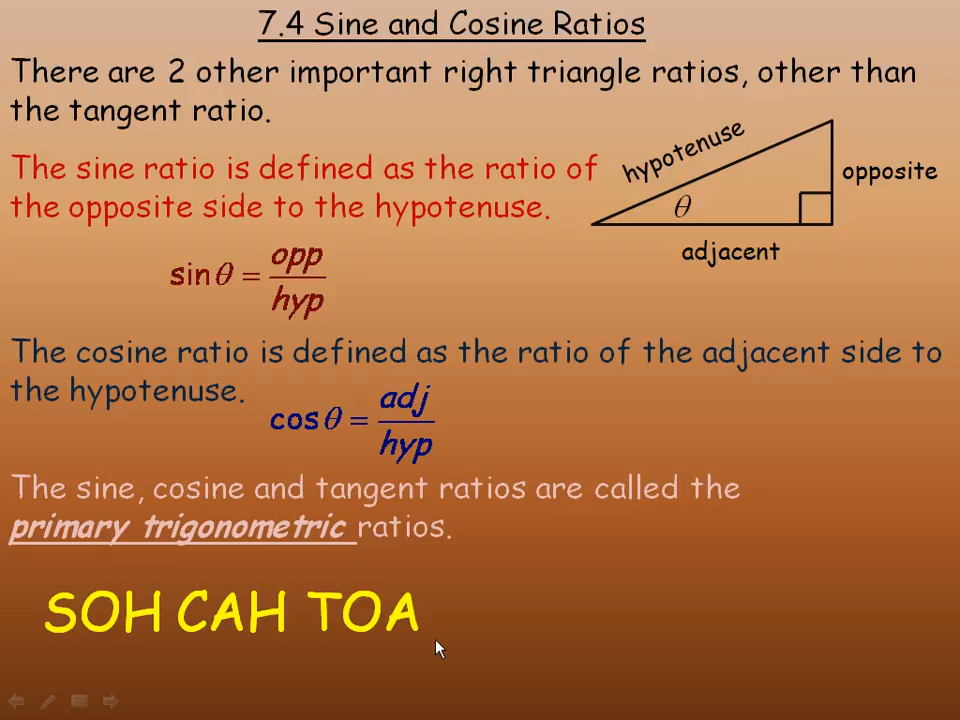 7.4 Sine and Cosine Ratios
There are 2 other important right triangle ratios, other than
the tangent ratio.
The sine ratio is defined as the ratio of
the opposite side to the hypotenuse.
hypotenuse
opposite
θ
adjacent
sin θ = opp/hyp
The cosine ratio is defined as the ratio of the adjacent side to
the hypotenuse.
cos θ = adj/hyp
The sine, cosine and tangent ratios are called the
primary trigonometric ratios.
SOH CAH TOA